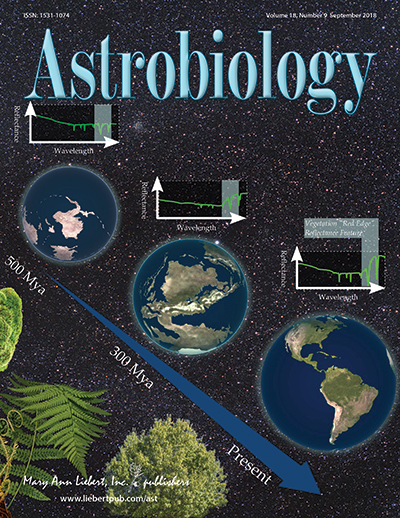 ISSN: 1531-1074
Volume 18, Number 9 September 2018
Astrobiology
Reflectance
Wavelength
Reflectance
Wavelength
Vegetation "Red Edge"
Reflectance Feature
Reflectance
Wavelength
500 Mya
300 Mya
Present
Mary Ann Liebert, Inc. publishers
www.liebertpub.com/ast